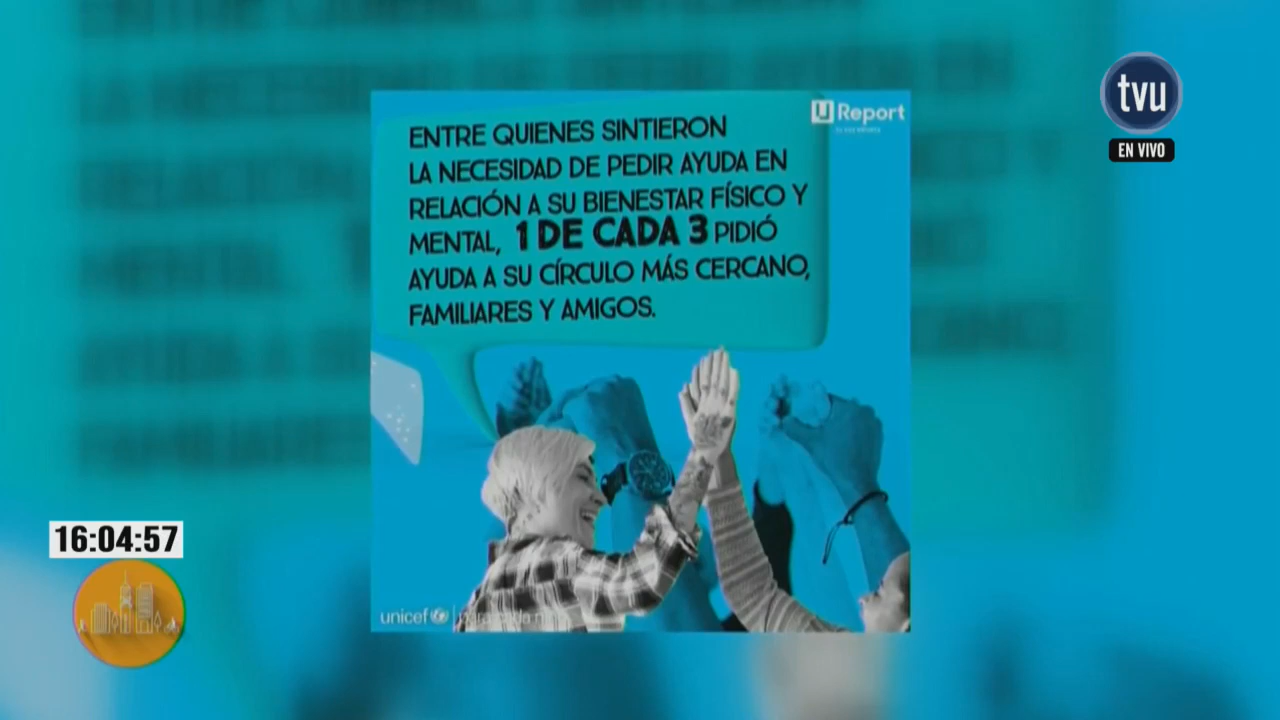 tvu
EN VIVO
U Report
ENTRE QUIENES SINTIERON
LA NECESIDAD DE PEDIR AYUDA EN
RELACIÓN A SU BIENESTAR FÍSICO Y
MENTAL, 1 DE CADA 3 PIDIÓ
AYUDA A SU CÍRCULO MÁS CERCANO,
FAMILIARES Y AMIGOS.
16:04:57
unicef